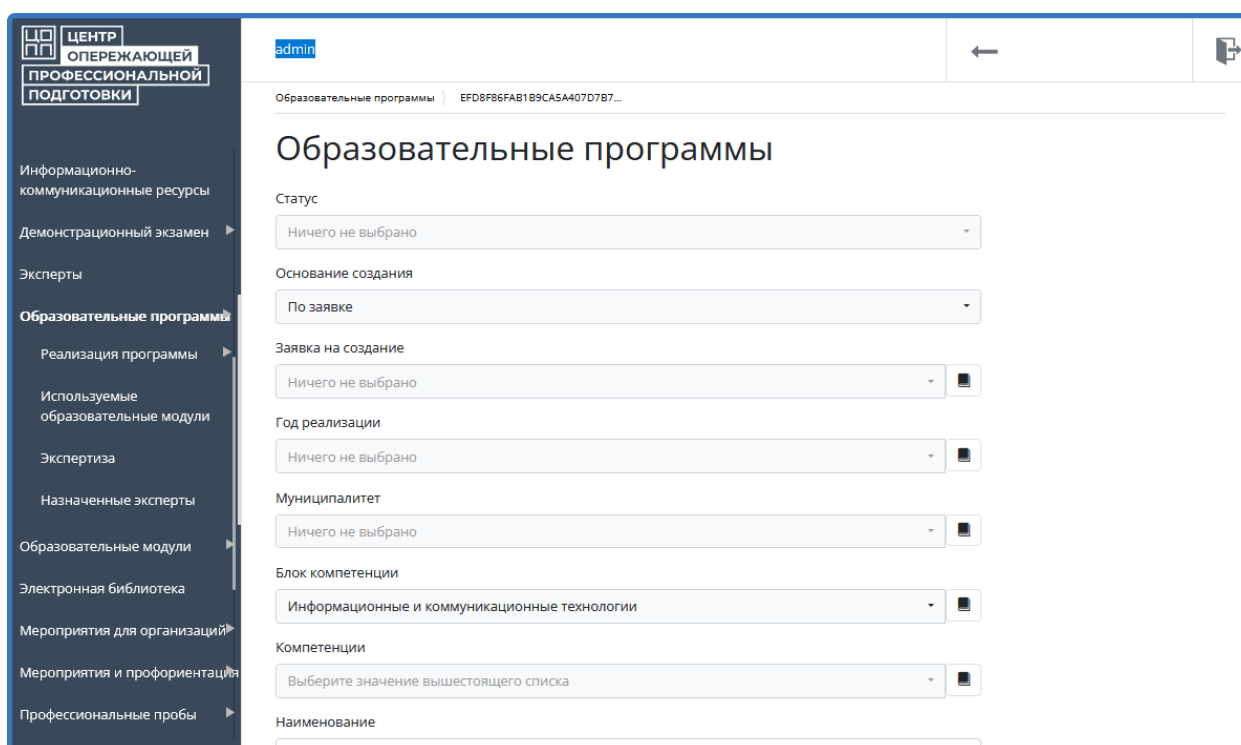 ЦОПП
ЦЕНТР
ОПЕРЕЖАЮЩЕЙ
ПРОФЕССИОНАЛЬНОЙ
ПОДГОТОВКИ
admin
Образовательные программы
EFD8F86FAB1B9CA5A407D7B7...
Информационно-
коммуникационные ресурсы
Демонстрационный экзамен
Эксперты
Образовательные программы
Реализация программы
Используемые
образовательные модули
Экспертиза
Назначенные эксперты
Образовательные модули
Электронная библиотека
Мероприятия для организаций
Мероприятия и профориентация
Профессиональные пробы
Образовательные программы
Статус
Ничего не выбрано
Основание создания
По заявке
Заявка на создание
Ничего не выбрано
Год реализации
Ничего не выбрано
Муниципалитет
Ничего не выбрано
Блок компетенции
Информационные и коммуникационные технологии
Компетенции
Выберите значение вышестоящего списка
Наименование